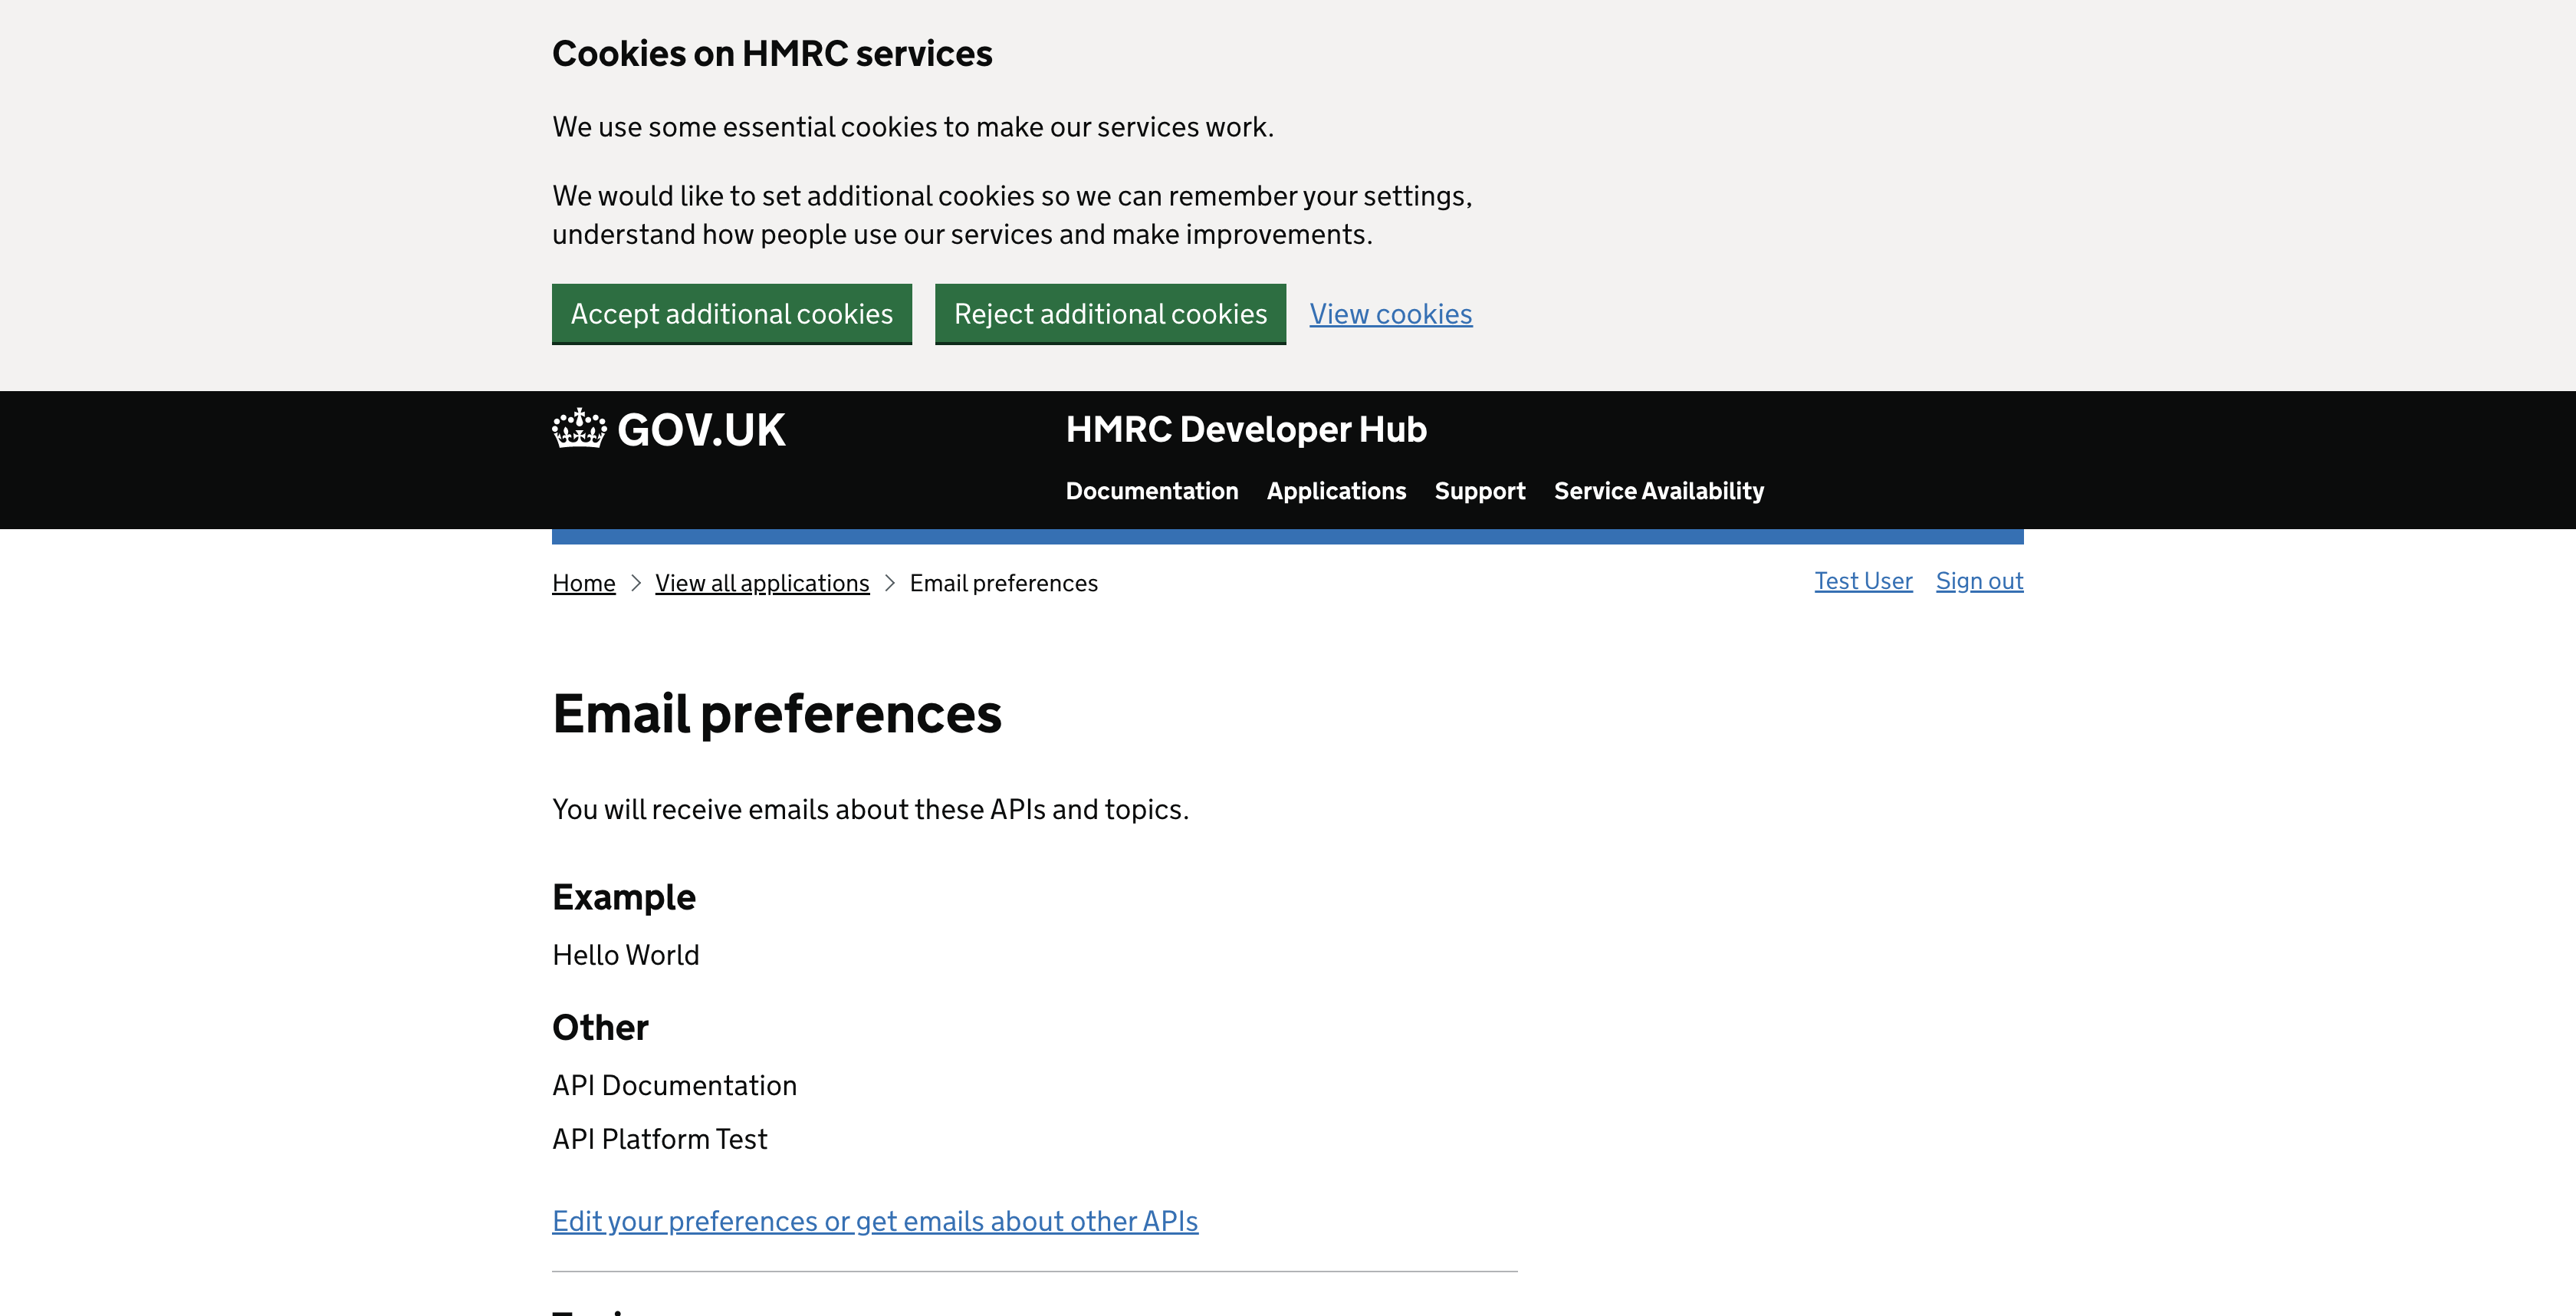 Cookies on HMRC services
We use some essential cookies to make our services work.
We would like to set additional cookies so we can remember your settings,
understand how people use our services and make improvements.
Accept additional cookies Reject additional cookies View cookies
GOV.UK HMRC Developer Hub
Documentation Applications Support Service Availability
Home View all applications Email preferences Test User Sign out
Email preferences
You will receive emails about these APIs and topics.
Example
Hello World
Other
API Documentation
API Platform Test
Edit your preferences or get emails about other APIs